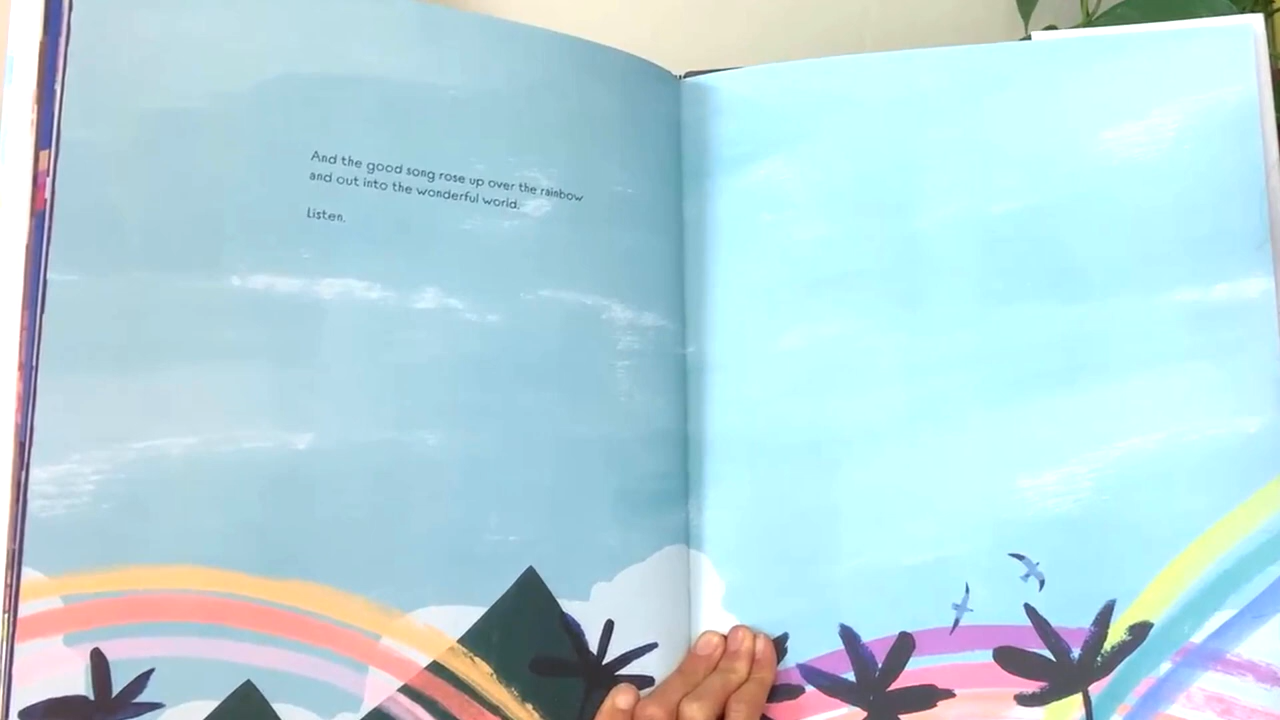 And the good song rose up over the rainbow
and out into the wonderful world.
Listen.